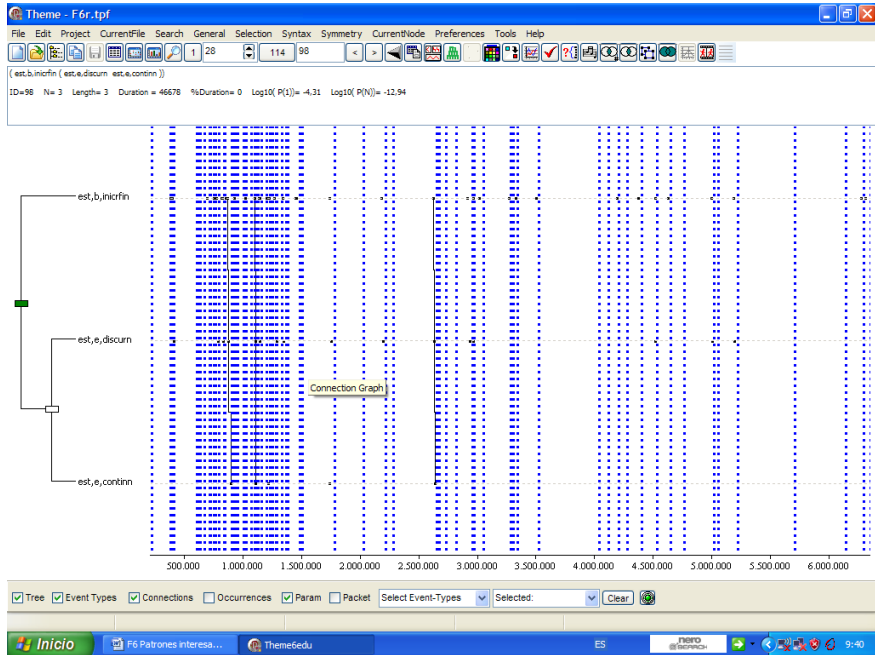 Theme - F6r.tpf
File Edit Project CurrentFile Search General Selection Syntax Symmetry CurrentNode Preferences Tools Help
1 28 114 98 < >
( est,b,inicrfin ( est,e,discurn est,e,continn ))
ID=98 N= 3 Length= 3 Duration = 46678 %Duration= 0 Log10( P(1))= -4,31 Log10( P(N))= -12,94
est,b,inicrfin
est,e,discurn
Connection Graph
est,e,continn
500.000 1.000.000 1.500.000 2.000.000 2.500.000 3.000.000 3.500.000 4.000.000 4.500.000 5.000.000 5.500.000 6.000.000
Tree Event Types Connections Occurrences Param Packet Select Event-Types Selected: Clear
Inicio F6 Patrones interesa... Theme6edu ES nero SEARCH 9:40